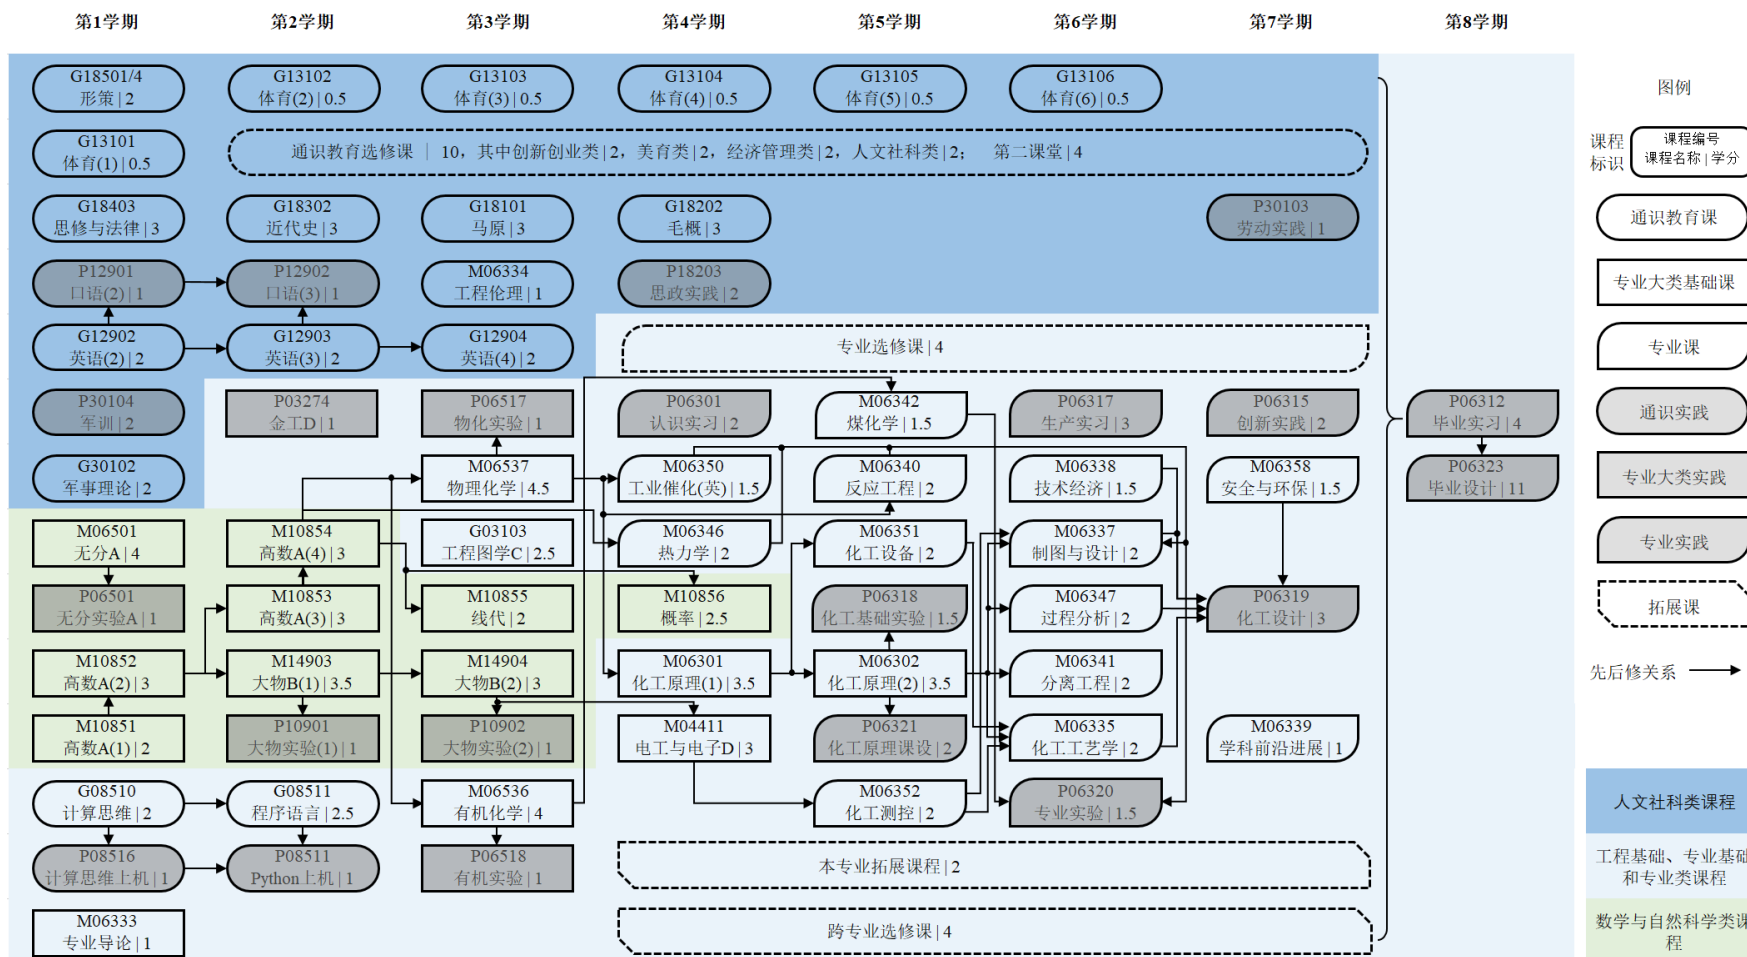 第1学期 第2学期 第3学期 第4学期 第5学期 第6学期 第7学期 第8学期
G18501/4
形策 | 2
G13102
体育(2) | 0.5
G13103
体育(3) | 0.5
G13104
体育(4) | 0.5
G13105
体育(5) | 0.5
G13106
体育(6) | 0.5
G13101
体育(1) | 0.5
通识教育选修课 | 10，其中创新创业类 | 2，美育类 | 2，经济管理类 | 2，人文社科类 | 2； 第二课堂 | 4
G18403
思修与法律 | 3
G18302
近代史 | 3
G18101
马原 | 3
G18202
毛概 | 3
P30103
劳动实践 | 1
P12901
口语(2) | 1
P12902
口语(3) | 1
M06334
工程伦理 | 1
P18203
思政实践 | 2
G12902
英语(2) | 2
G12903
英语(3) | 2
G12904
英语(4) | 2
专业选修课 | 4
P30104
军训 | 2
P03274
金工D | 1
P06517
物化实验 | 1
P06301
认识实习 | 2
M06342
煤化学 | 1.5
P06317
生产实习 | 3
P06315
创新实践 | 2
P06312
毕业实习 | 4
G30102
军事理论 | 2
M06537
物理化学 | 4.5
M06350
工业催化(英) | 1.5
M06340
反应工程 | 2
M06338
技术经济 | 1.5
M06358
安全与环保 | 1.5
P06323
毕业设计 | 11
M06501
无分A | 4
M10854
高数A(4) | 3
G03103
工程图学C | 2.5
M06346
热力学 | 2
M06351
化工设备 | 2
M06337
制图与设计 | 2
P06501
无分实验A | 1
M10853
高数A(3) | 3
M10855
线代 | 2
M10856
概率 | 2.5
P06318
化工基础实验 | 1.5
M06347
过程分析 | 2
P06319
化工设计 | 3
M10852
高数A(2) | 3
M14903
大物B(1) | 3.5
M14904
大物B(2) | 3
M06301
化工原理(1) | 3.5
M06302
化工原理(2) | 3.5
M06341
分离工程 | 2
M10851
高数A(1) | 2
P10901
大物实验(1) | 1
P10902
大物实验(2) | 1
M04411
电工与电子D | 3
P06321
化工原理课设 | 2
M06335
化工工艺学 | 2
M06339
学科前沿进展 | 1
G08510
计算思维 | 2
G08511
程序语言 | 2.5
M06536
有机化学 | 4
M06352
化工测控 | 2
P06320
专业实验 | 1.5
P08516
计算思维上机 | 1
P08511
Python上机 | 1
P06518
有机实验 | 1
本专业拓展课程 | 2
M06333
专业导论 | 1
跨专业选修课 | 4
图例
课程
标识
课程编号
课程名称 | 学分
通识教育课
专业大类基础课
专业课
通识实践
专业大类实践
专业实践
拓展课
先后修关系
人文社科类课程
工程基础、专业基础
和专业类课程
数学与自然科学类课
程